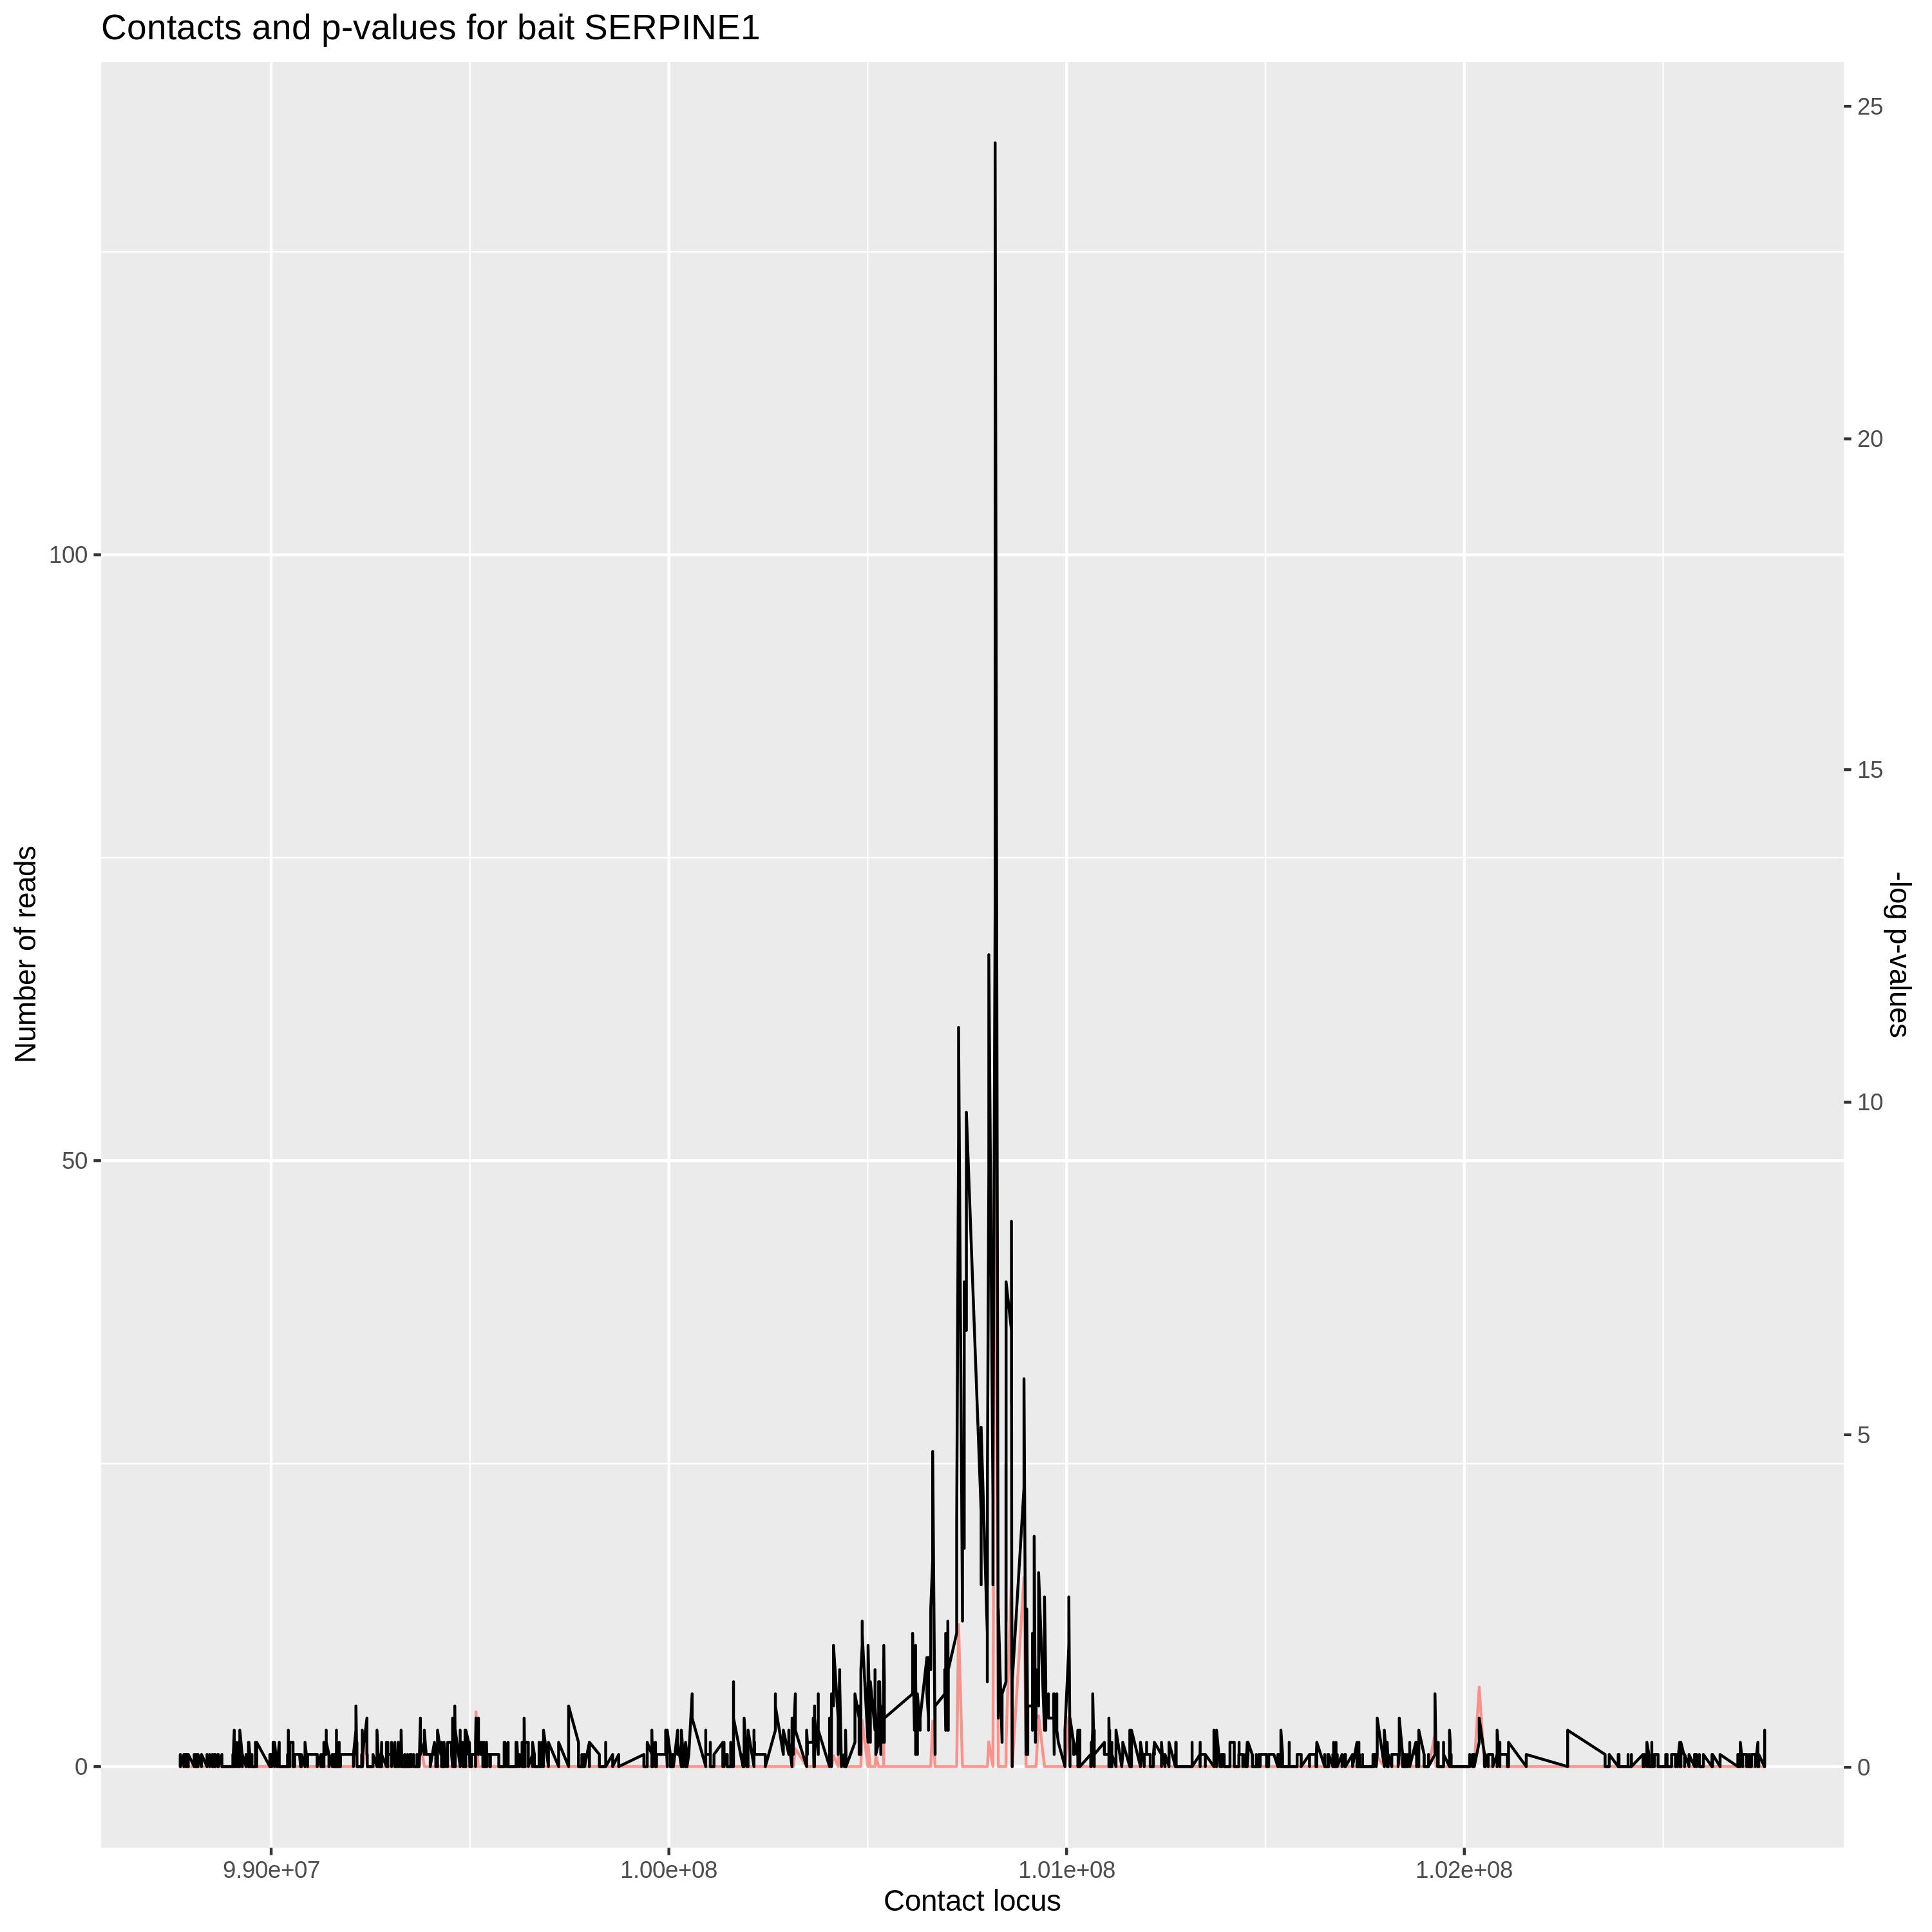 Contacts and p-values for bait SERPINE1
25
20
100
15
Number of reads
-log p-values
10
50
5
0
0
9.90e+07
1.00e+08
1.01e+08
1.02e+08
Contact locus